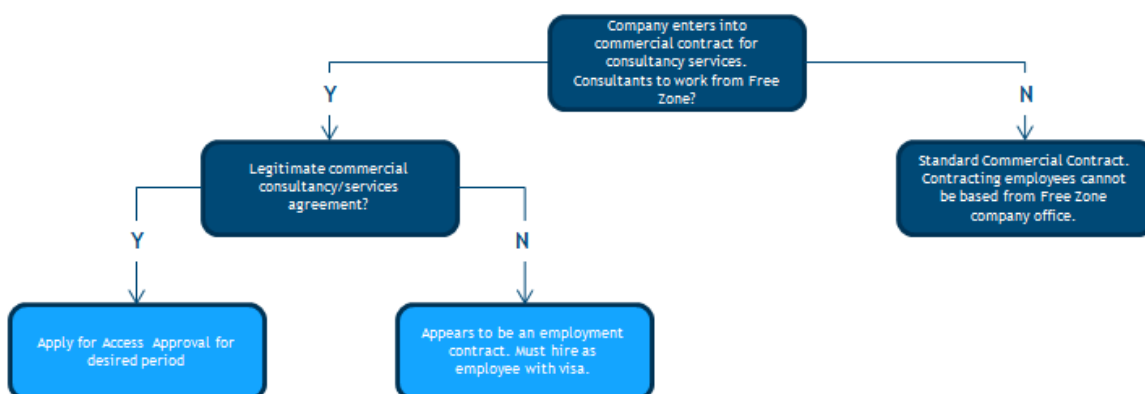 Company enters into
commercial contract for
consultancy services.
Consultants to work from Free
Zone?
Y
N
Legitimate commercial
consultancy/services
agreement?
Standard Commercial Contract.
Contracting employees cannot
be based from Free Zone
company office.
Y
N
Apply for Access Approval for
desired period
Appears to be an employment
contract. Must hire as
employee with visa.